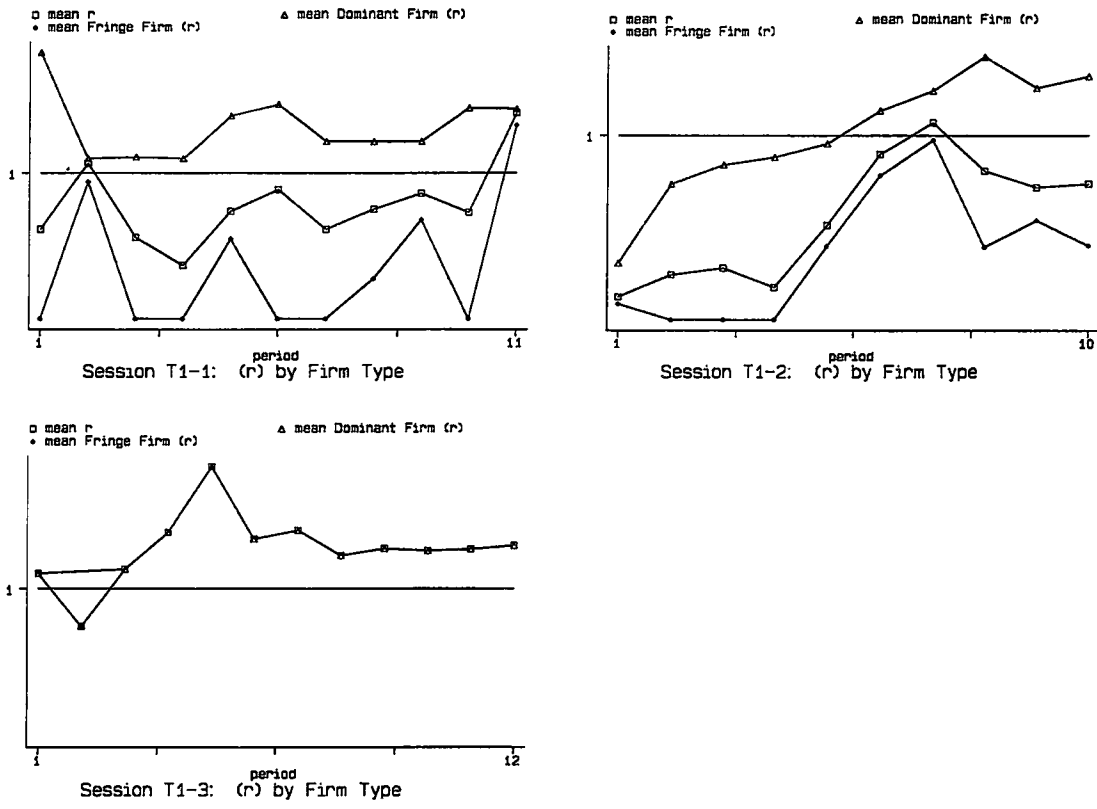 mean r
mean Dominant Firm (r)
mean Fringe Firm (r)
1
1
11
period
Session T1-1: (r) by Firm Type
mean r
mean Dominant Firm (r)
mean Fringe Firm (r)
1
1
10
period
Session T1-2: (r) by Firm Type
mean r
mean Dominant Firm (r)
mean Fringe Firm (r)
1
1
12
period
Session T1-3: (r) by Firm Type